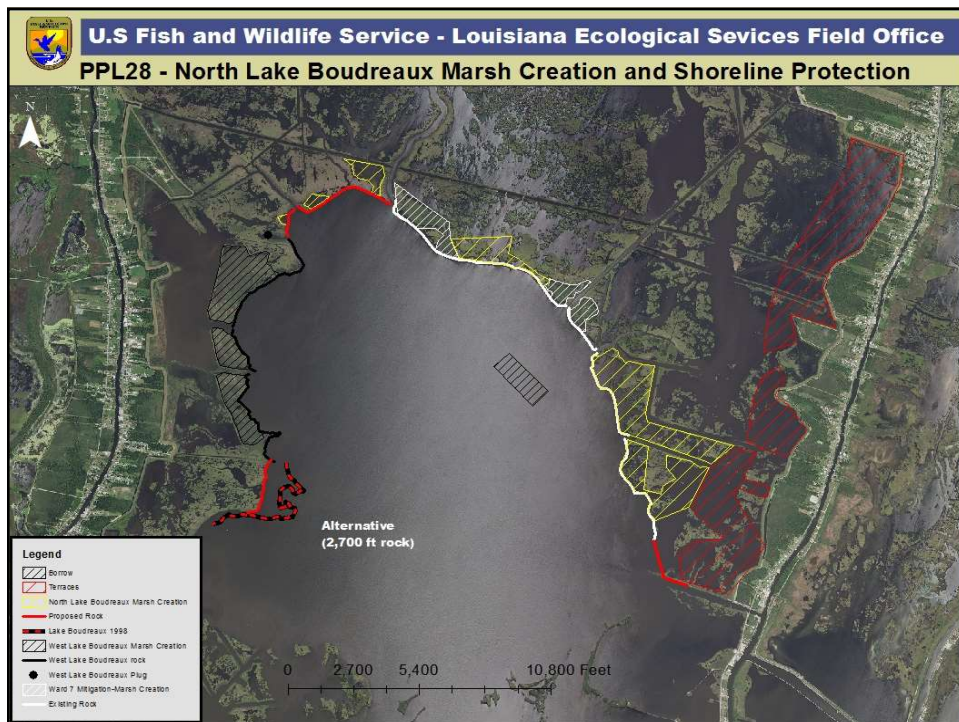 U.S Fish and Wildlife Service - Louisiana Ecological Sevices Field Office
PPL28 - North Lake Boudreaux Marsh Creation and Shoreline Protection
N
Alternative
(2,700 ft rock)
Legend
Borrow
Terraces
North Lake Boudreaux Marsh Creation
Proposed Rock
Lake Boudreaux 1998
West Lake Boudreaux Marsh Creation
West Lake Boudreaux rock
West Lake Boudreaux Plug
Ward 7 Mitigation-Marsh Creation
Existing Rock
0 2,700 5,400 10,800 Feet